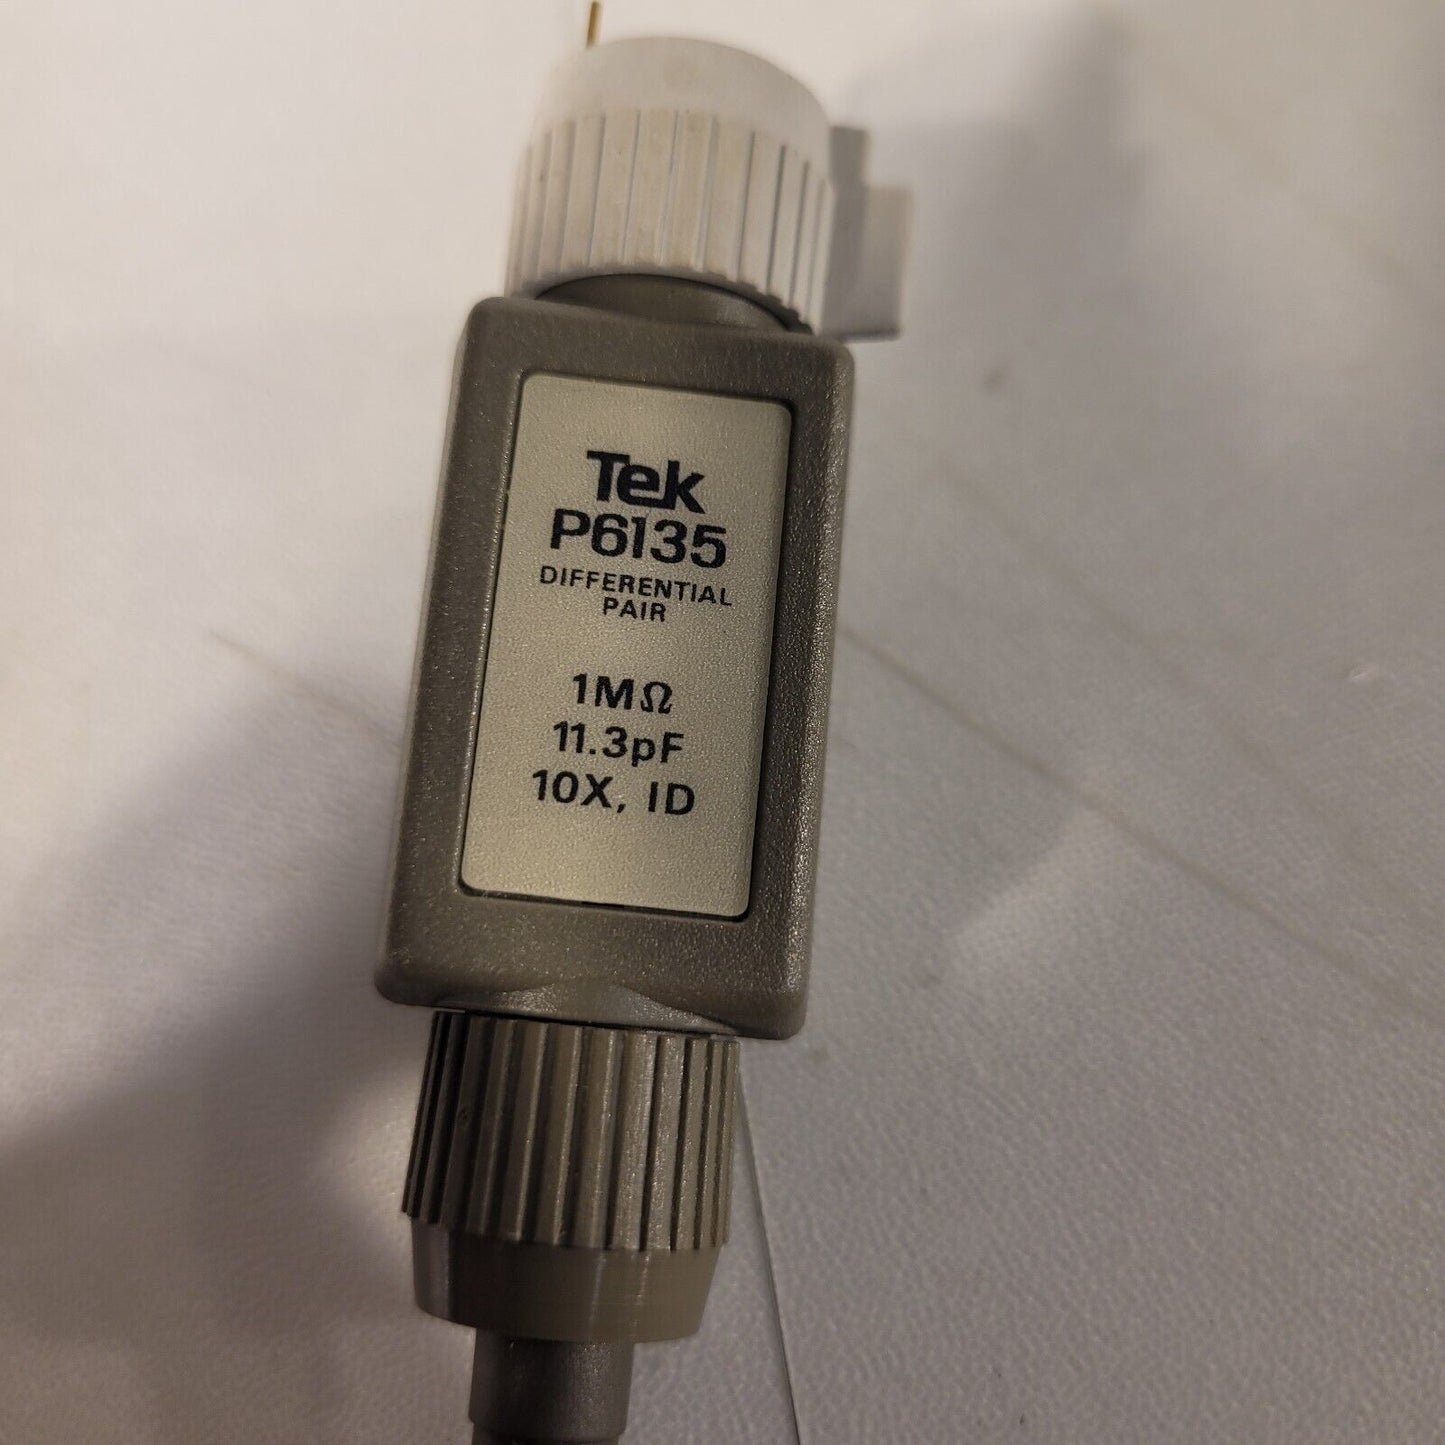 Tek
P6135
DIFFERENTIAL
PAIR
1MΩ
11.3pF
10X, ID